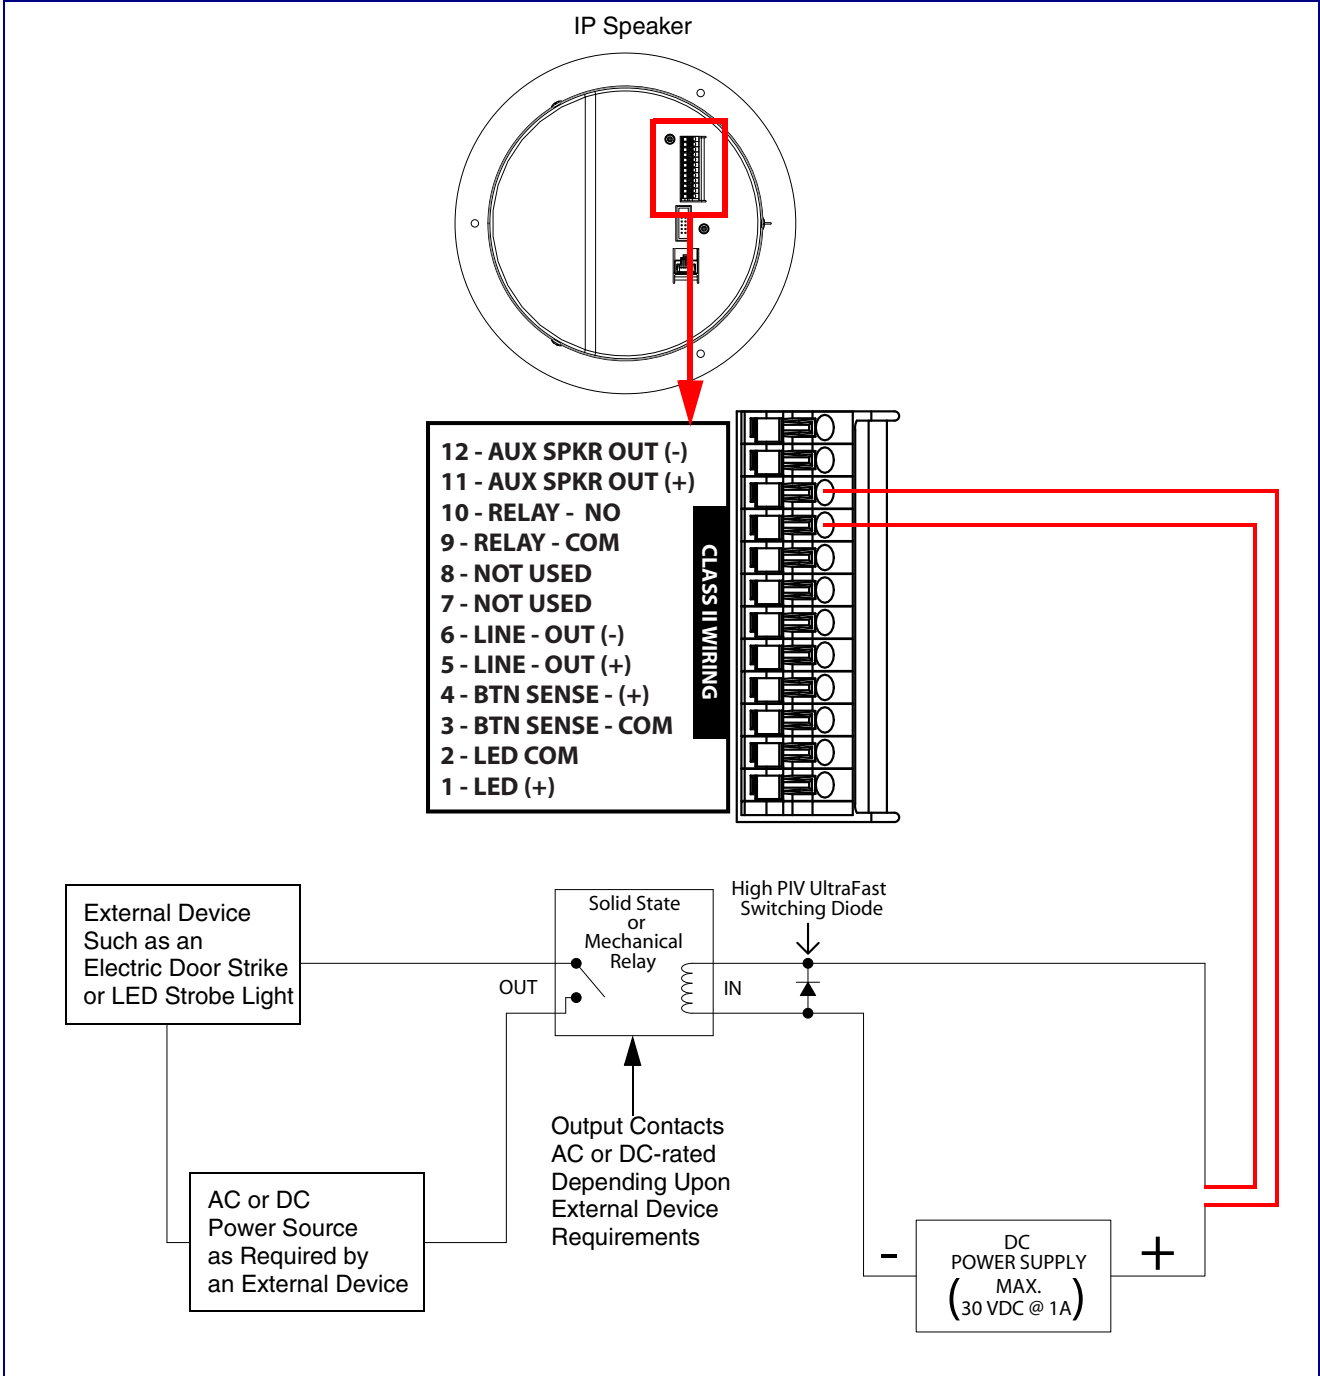 IP Speaker
12 - AUX SPKR OUT (-)
11 - AUX SPKR OUT (+)
10 - RELAY - NO
9 - RELAY - COM
8 - NOT USED
7 - NOT USED
6 - LINE - OUT (-)
5 - LINE - OUT (+)
4 - BTN SENSE - (+)
3 - BTN SENSE - COM
2 - LED COM
1 - LED (+)
CLASS II WIRING
External Device
Such as an
Electric Door Strike
or LED Strobe Light
Solid State
or
Mechanical
Relay
OUT
IN
High PIV UltraFast
Switching Diode
Output Contacts
AC or DC-rated
Depending Upon
External Device
Requirements
AC or DC
Power Source
as Required by
an External Device
-
+
DC
POWER SUPPLY
(MAX.
30 VDC @ 1A)